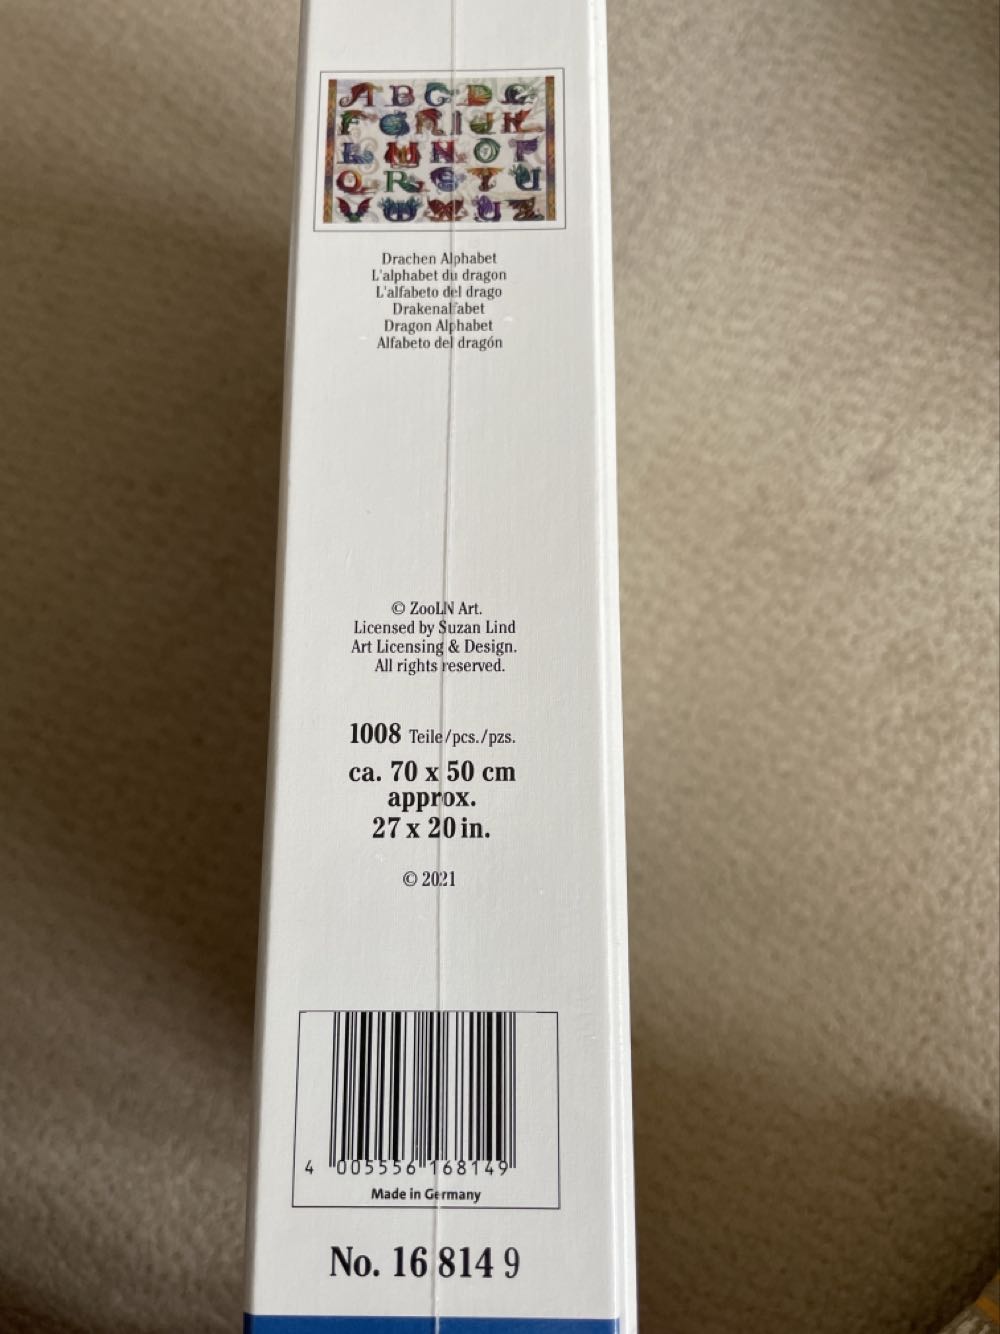 A B C D E
F G H I J K
L M N O P
Q R S T U
V W X Y Z
Drachen Alphabet
L'alphabet du dragon
L'alfabeto del drago
Drakenalfabet
Dragon Alphabet
Alfabeto del dragón
© ZooLN Art.
Licensed by Suzan Lind
Art Licensing & Design.
All rights reserved.
1008 Teile/pcs./pzs.
ca. 70 x 50 cm
approx.
27 x 20 in.
© 2021
4 005556 168149
Made in Germany
No. 16 814 9